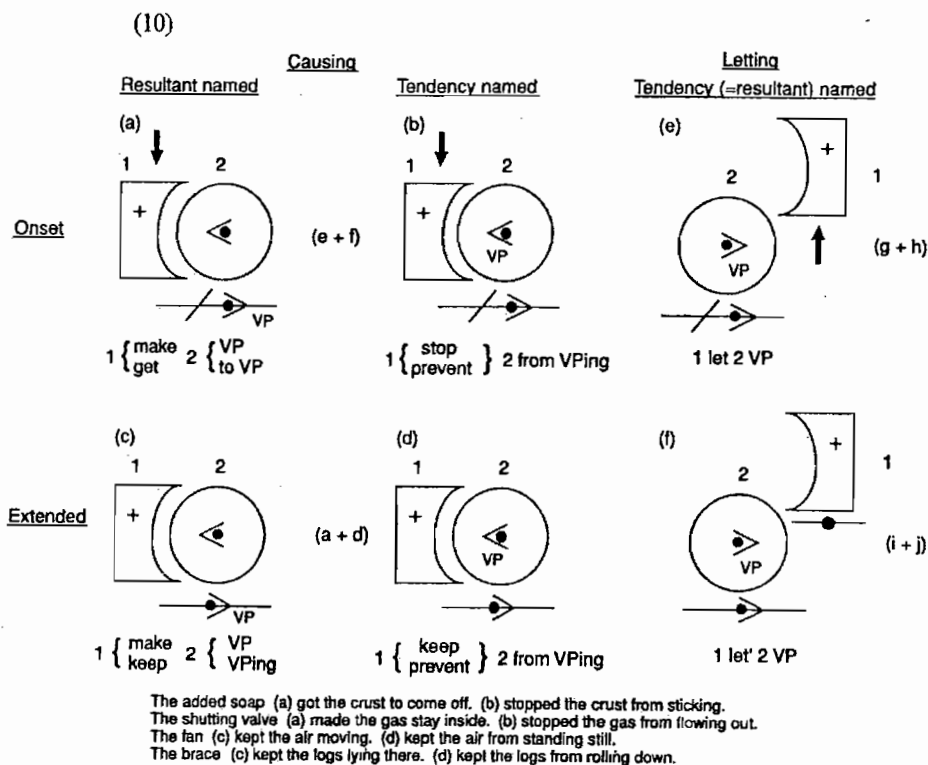 (10)
Causing Letting
Resultant named Tendency named Tendency (=resultant) named
(a) (b) (e)
1 2 1 2 2 + 1
Onset + (e + f) + VP VP (g + h)
VP
1 { make get 2 { VP to VP 1 { stop prevent } 2 from VPing 1 let 2 VP
(c) (d) (f)
1 2 1 2 2 + 1
Extended + (a + d) + VP VP (i + j)
VP
1 { make keep 2 { VP VPing 1 { keep prevent } 2 from VPing 1 let' 2 VP
The added soap (a) got the crust to come off. (b) stopped the crust from sticking.
The shutting valve (a) made the gas stay inside. (b) stopped the gas from flowing out.
The fan (c) kept the air moving. (d) kept the air from standing still.
The brace (c) kept the logs lying there. (d) kept the logs from rolling down.